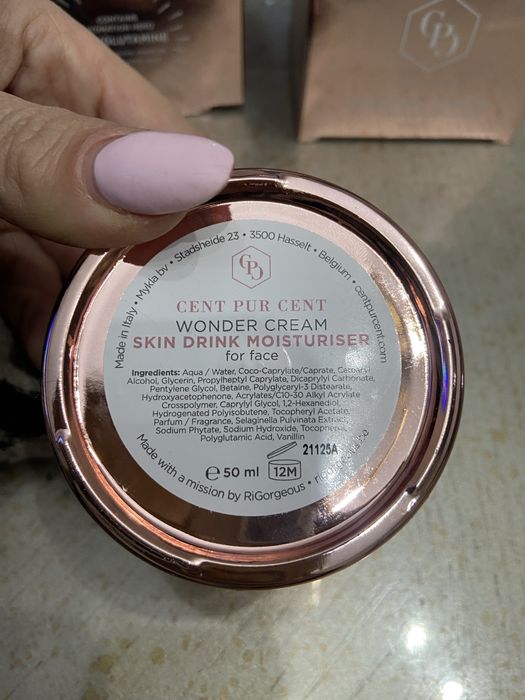 CONTAINS
CPC
Made in Italy • Mykla bv • Stadsheide 23 • 3500 Hasselt • Belgium • centpurcent.com
CPC
CENT PUR CENT
WONDER CREAM
SKIN DRINK MOISTURISER
for face
Ingredients: Aqua / Water, Coco-Caprylate/Caprate, Cetearyl
Alcohol, Glycerin, Propylheptyl Caprylate, Dicaprylyl Carbonate,
Pentylene Glycol, Betaine, Polyglyceryl-3 Distearate,
Hydroxyacetophenone, Acrylates/C10-30 Alkyl Acrylate
Crosspolymer, Caprylyl Glycol, 1,2-Hexanediol,
Hydrogenated Polyisobutene, Tocopheryl Acetate,
Parfum / Fragrance, Selaginella Pulvinata Extract,
Sodium Phytate, Sodium Hydroxide, Tocopherol,
Polyglutamic Acid, Vanillin
21125A
e 50 ml 12M
Made with a mission by RiGorgeous •